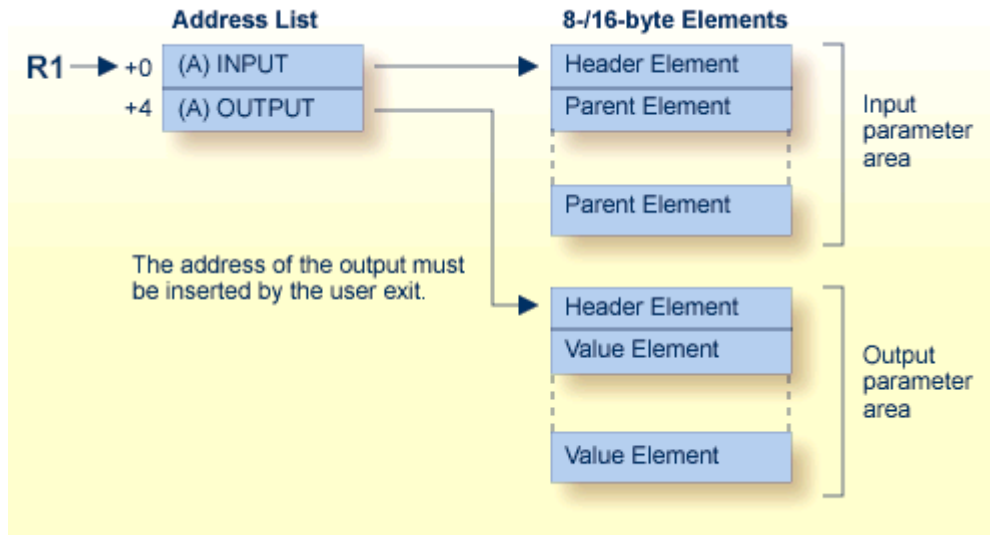 Address List
8-/16-byte Elements
R1
+0
(A) INPUT
+4
(A) OUTPUT
Header Element
Parent Element
Parent Element
Input
parameter
area
The address of the output must
be inserted by the user exit.
Header Element
Value Element
Value Element
Output
parameter
area